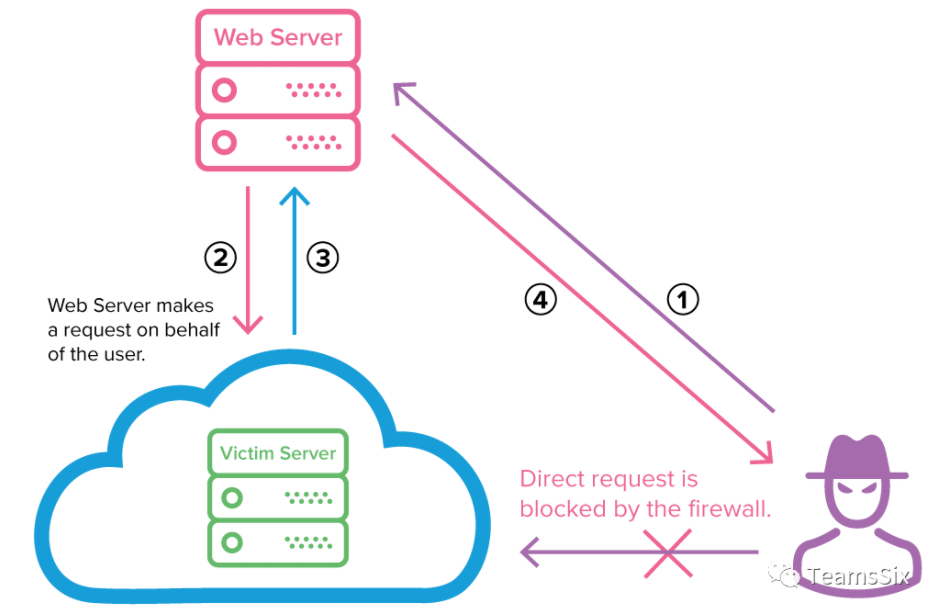 Web Server
②
③
Web Server makes
a request on behalf
of the user.
④
①
Victim Server
Direct request is
blocked by the firewall.
TeamsSix